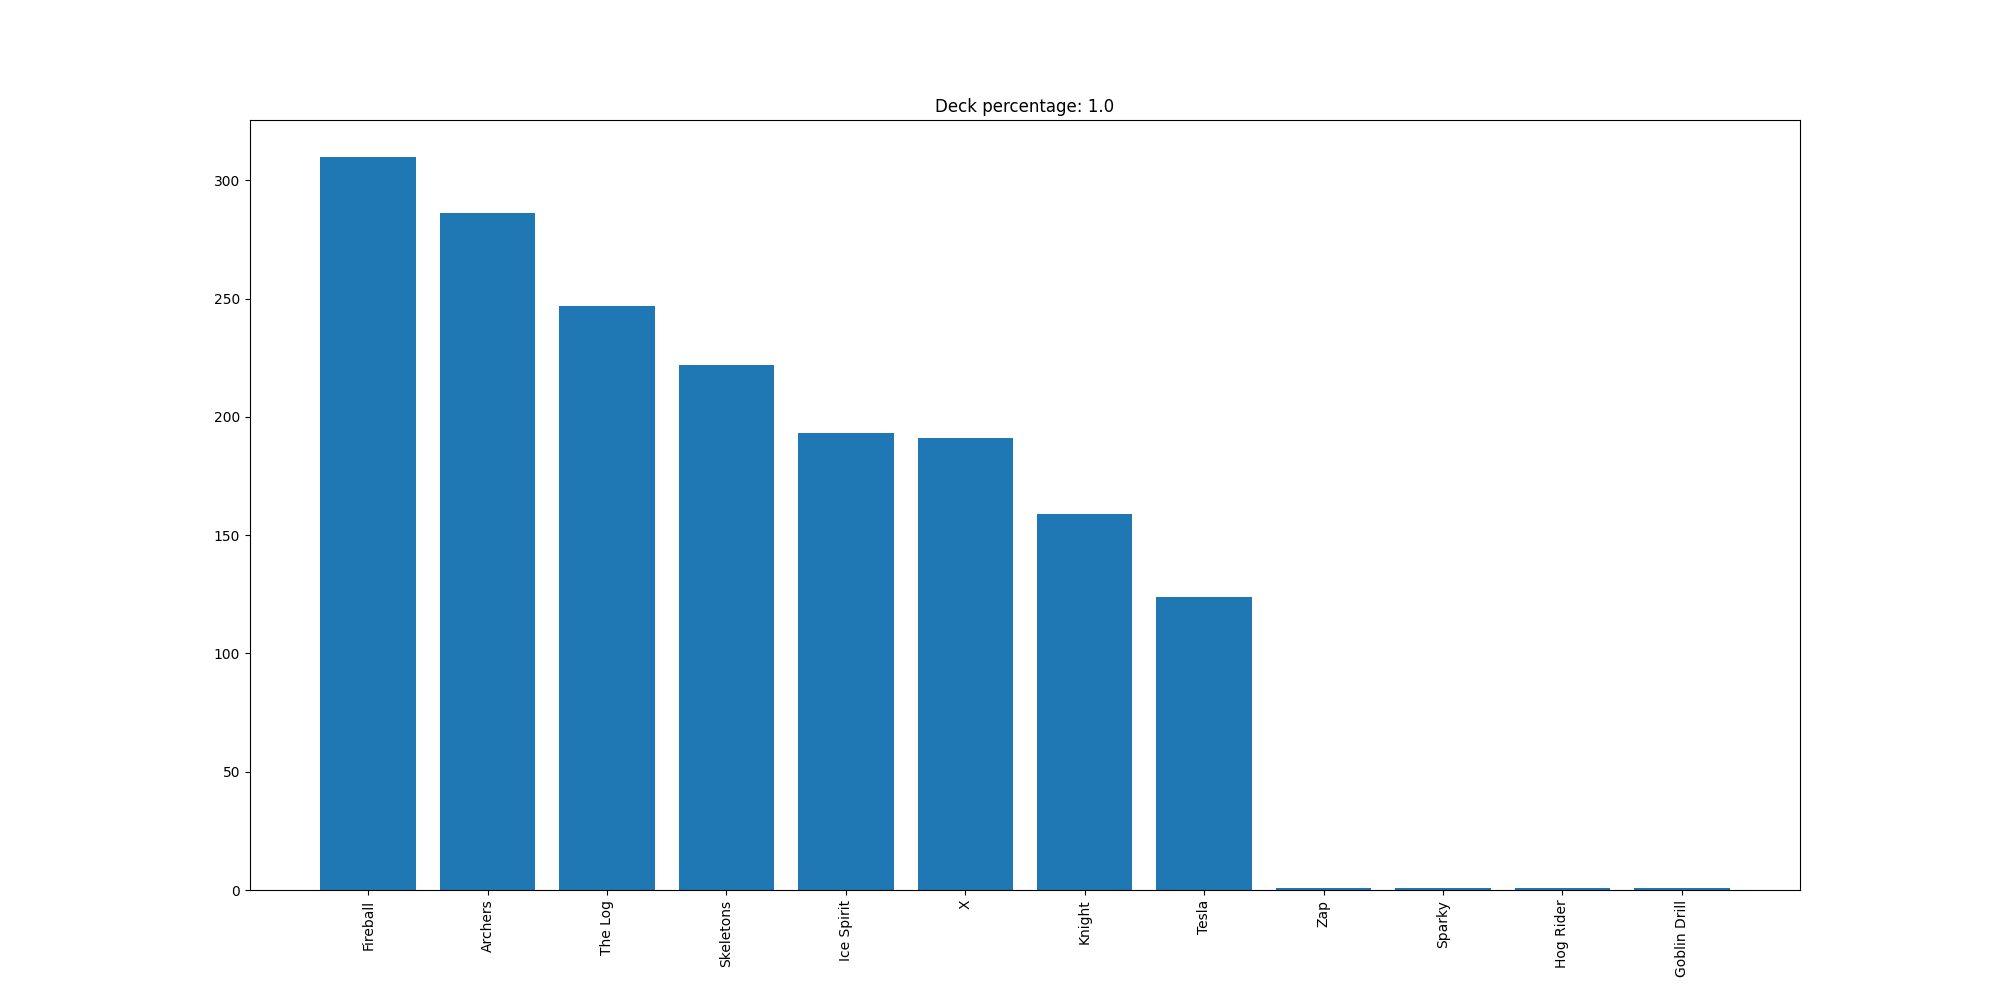 Deck percentage: 1.0
300
250
200
150
100
50
0
Fireball
Archers
The Log
Skeletons
Ice Spirit
X
Knight
Tesla
Zap
Sparky
Hog Rider
Goblin Drill